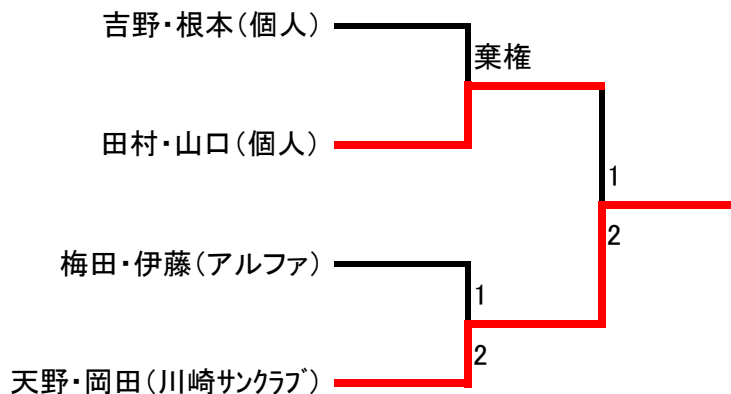 吉野・根本(個人)
棄権
田村・山口(個人)
1
2
梅田・伊藤(アルファ)
1
2
天野・岡田(川崎サンクラブ)